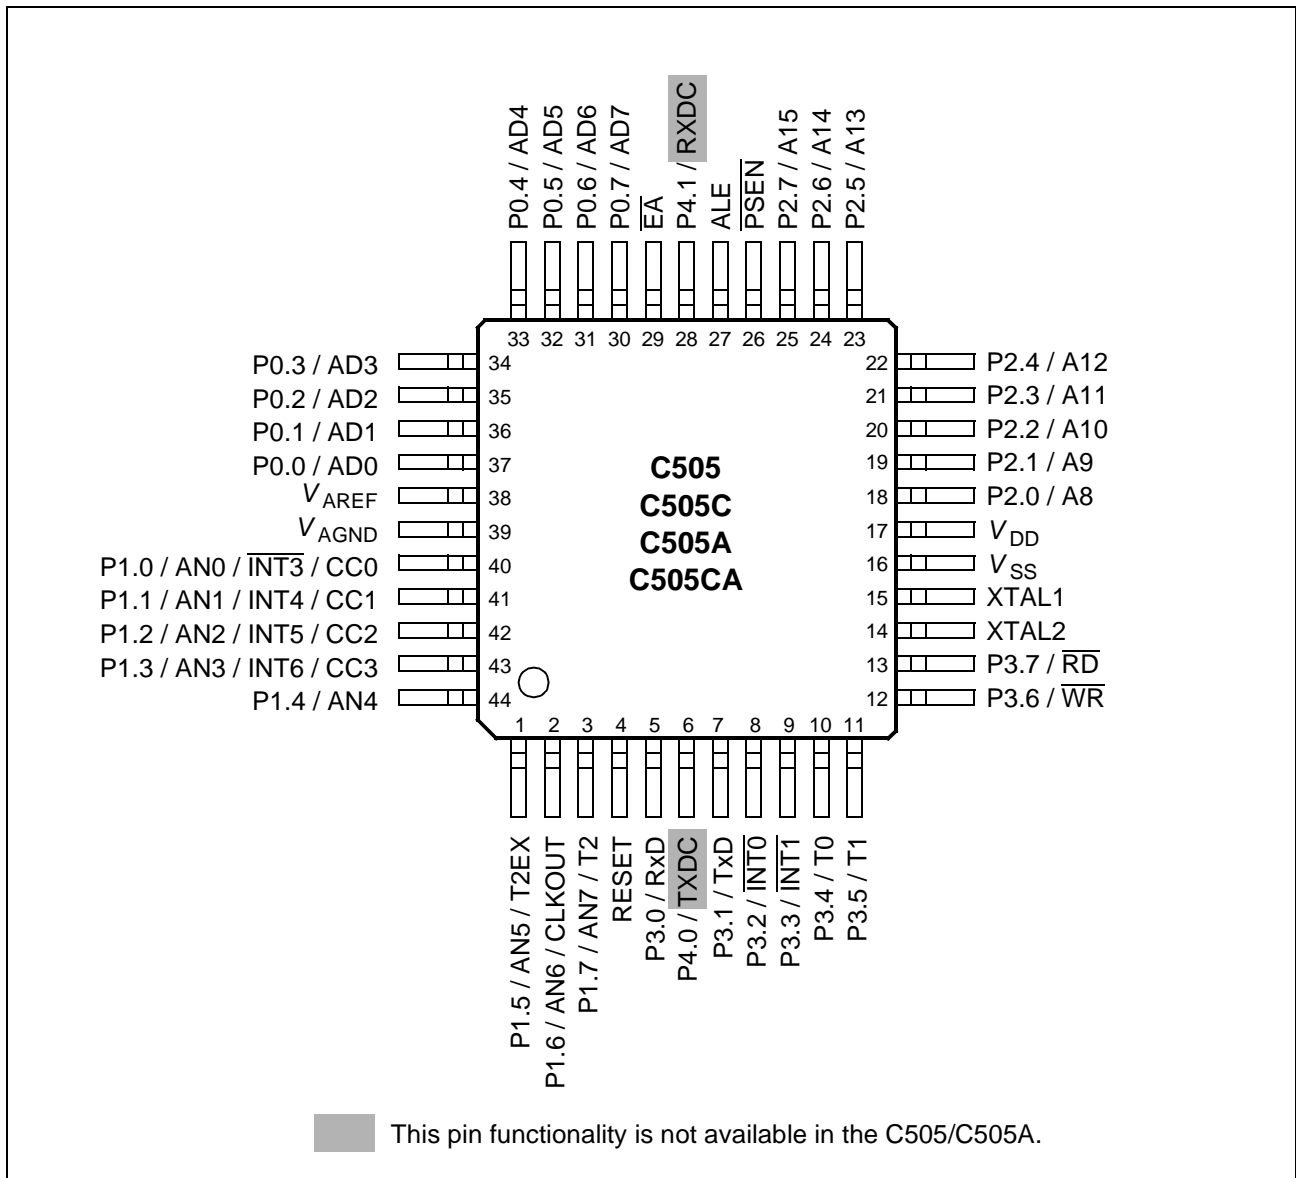 P0.4 / AD4
P0.5 / AD5
P0.6 / AD6
P0.7 / AD7
E̅A̅
P4.1 / RXDC
ALE
P̅S̅E̅N̅
P2.7 / A15
P2.6 / A14
P2.5 / A13
33 32 31 30 29 28 27 26 25 24 23
P0.3 / AD3 34
P0.2 / AD2 35
P0.1 / AD1 36
P0.0 / AD0 37
VAREF 38
VAGND 39
P1.0 / AN0 / I̅N̅T̅3̅ / CC0 40
P1.1 / AN1 / INT4 / CC1 41
P1.2 / AN2 / INT5 / CC2 42
P1.3 / AN3 / INT6 / CC3 43
P1.4 / AN4 44
C505
C505C
C505A
C505CA
22 P2.4 / A12
21 P2.3 / A11
20 P2.2 / A10
19 P2.1 / A9
18 P2.0 / A8
17 VDD
16 VSS
15 XTAL1
14 XTAL2
13 P3.7 / R̅D̅
12 P3.6 / W̅R̅
1 2 3 4 5 6 7 8 9 10 11
P1.5 / AN5 / T2EX
P1.6 / AN6 / CLKOUT
P1.7 / AN7 / T2
RESET
P3.0 / RxD
P4.0 / TXDC
P3.1 / TxD
P3.2 / I̅N̅T̅0̅
P3.3 / I̅N̅T̅1̅
P3.4 / T0
P3.5 / T1
This pin functionality is not available in the C505/C505A.